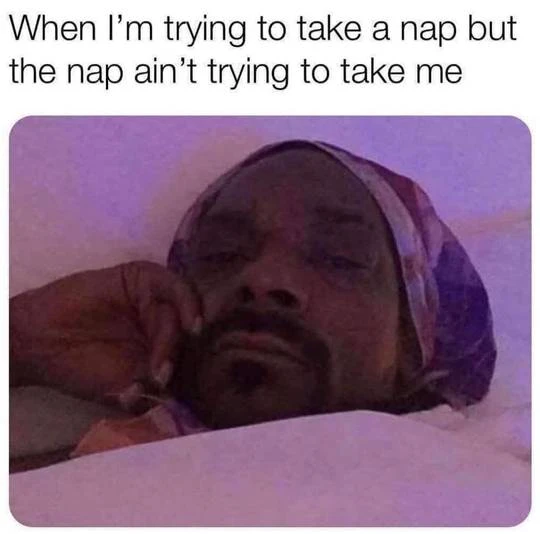 When I’m trying to take a nap but
the nap ain’t trying to take me